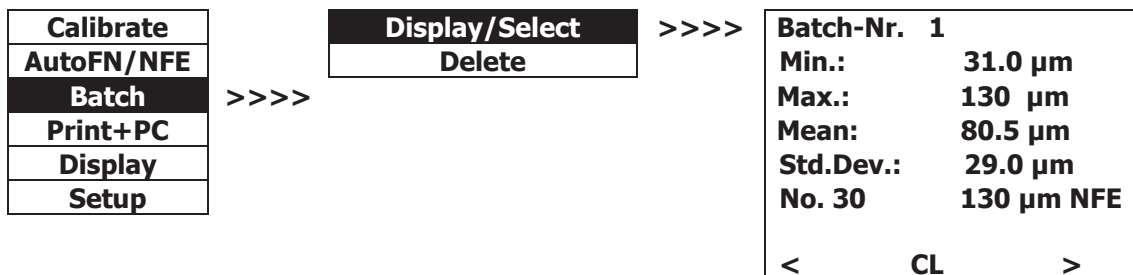 Calibrate
AutoFN/NFE
Batch >>>>
Print+PC
Display
Setup
Display/Select >>>>
Delete
Batch-Nr. 1
Min.: 31.0 µm
Max.: 130 µm
Mean: 80.5 µm
Std.Dev.: 29.0 µm
No. 30 130 µm NFE
< CL >